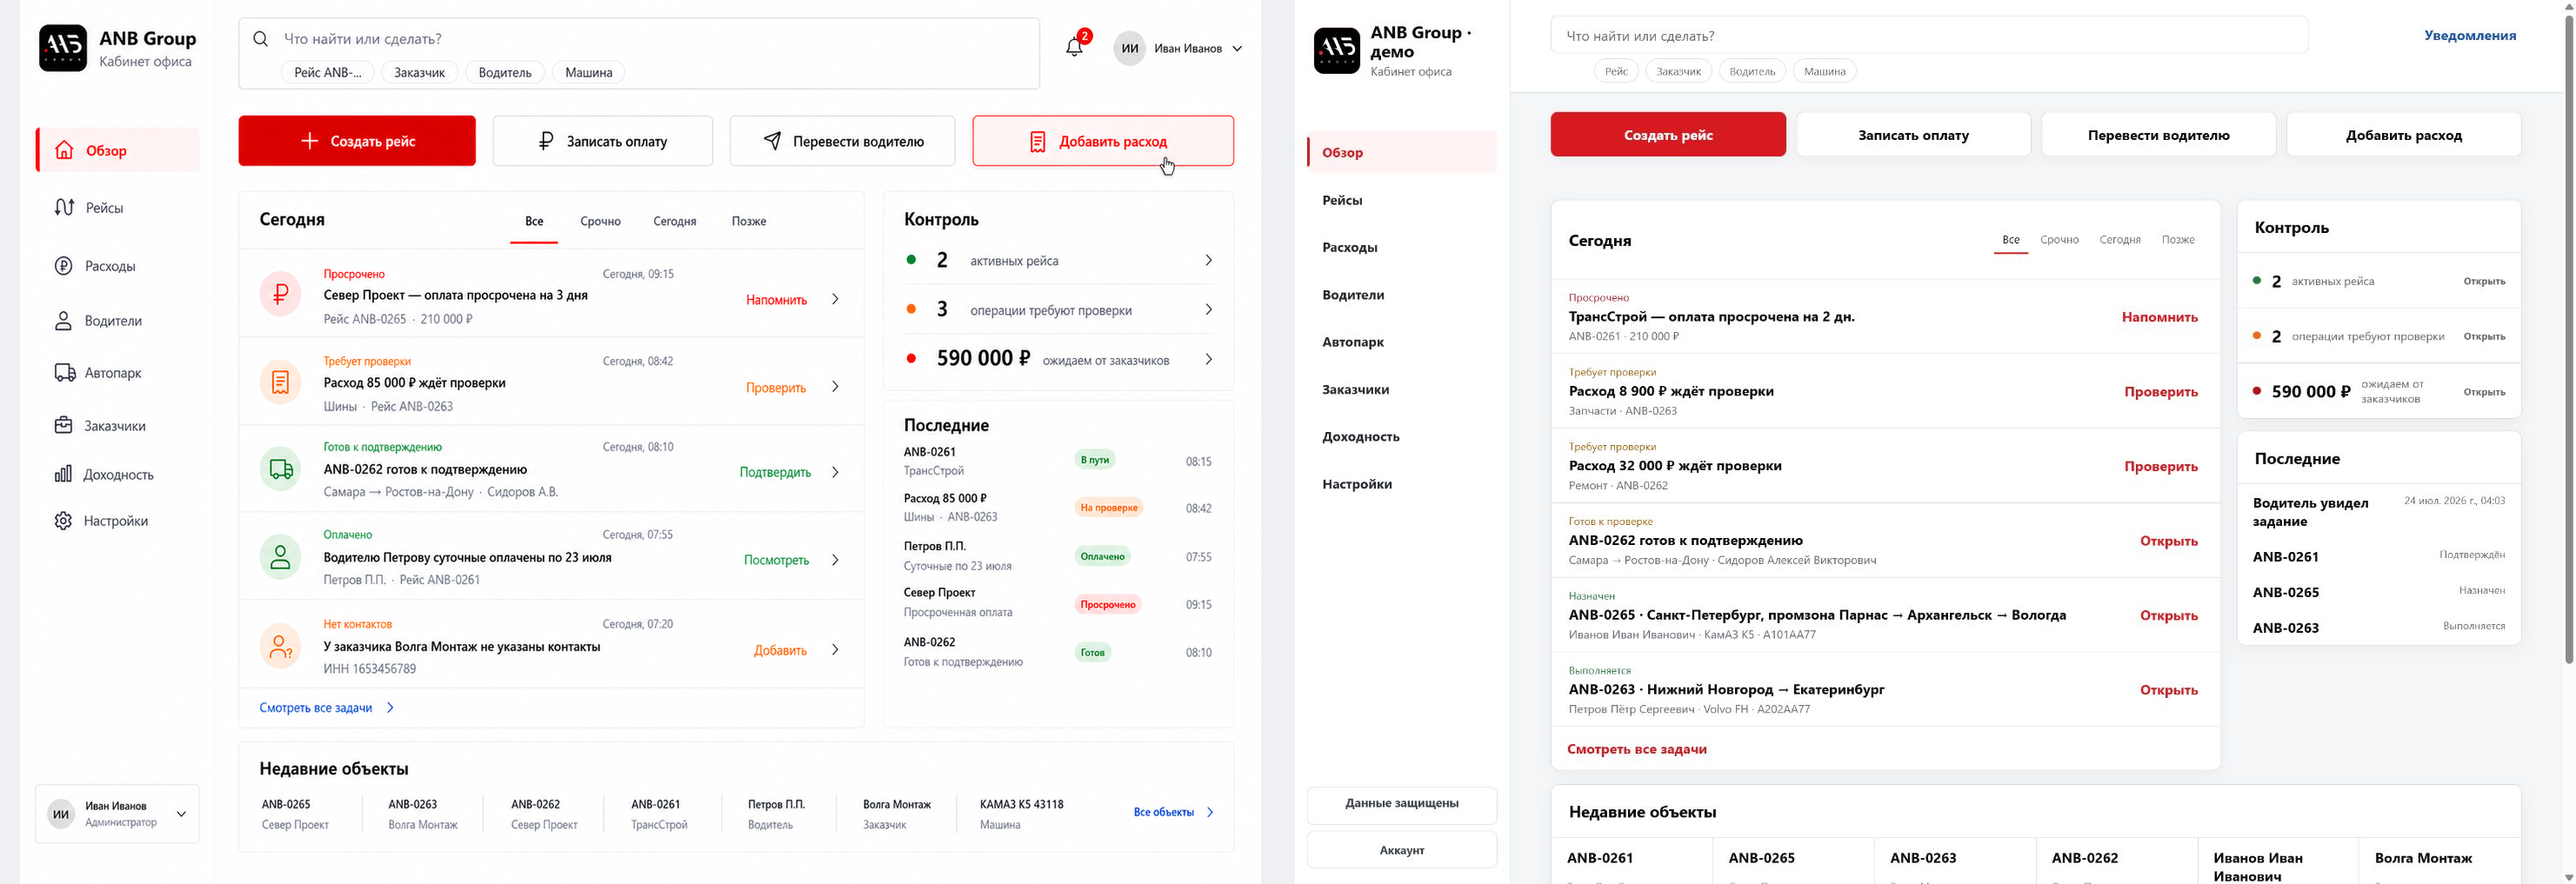 ANB Group
Кабинет офиса
Обзор
Рейсы
Расходы
Водители
Автопарк
Заказчики
Доходность
Настройки
ИИ
Иван Иванов
Администратор
Что найти или сделать?
Рейс ANB-...
Заказчик
Водитель
Машина
2
ИИ
Иван Иванов
Создать рейс
Записать оплату
Перевести водителю
Добавить расход
Сегодня
Все
Срочно
Сегодня
Позже
Просрочено
Сегодня, 09:15
Север Проект — оплата просрочена на 3 дня
Рейс ANB-0265 · 210 000 ₽
Напомнить
Требует проверки
Сегодня, 08:42
Расход 85 000 ₽ ждёт проверки
Шины · Рейс ANB-0263
Проверить
Готов к подтверждению
Сегодня, 08:10
ANB-0262 готов к подтверждению
Самара → Ростов-на-Дону · Сидоров А.В.
Подтвердить
Оплачено
Сегодня, 07:55
Водителю Петрову суточные оплачены по 23 июля
Петров П.П. · Рейс ANB-0261
Посмотреть
Нет контактов
Сегодня, 07:20
У заказчика Волга Монтаж не указаны контакты
ИНН 1653456789
Добавить
Смотреть все задачи
Контроль
2 активных рейса
3 операции требуют проверки
590 000 ₽ ожидаем от заказчиков
Последние
ANB-0261
ТрансСтрой
В пути
08:15
Расход 85 000 ₽
Шины · ANB-0263
На проверке
08:42
Петров П.П.
Суточные по 23 июля
Оплачено
07:55
Север Проект
Просроченная оплата
Просрочено
09:15
ANB-0262
Готов к подтверждению
Готов
08:10
Недавние объекты
ANB-0265
Север Проект
ANB-0263
Волга Монтаж
ANB-0262
Север Проект
ANB-0261
ТрансСтрой
Петров П.П.
Водитель
Волга Монтаж
Заказчик
КАМАЗ К5 43118
Машина
Все объекты
ANB Group ·
демо
Кабинет офиса
Обзор
Рейсы
Расходы
Водители
Автопарк
Заказчики
Доходность
Настройки
Данные защищены
Аккаунт
Что найти или сделать?
Рейс
Заказчик
Водитель
Машина
Уведомления
Создать рейс
Записать оплату
Перевести водителю
Добавить расход
Сегодня
Все
Срочно
Сегодня
Позже
Просрочено
ТрансСтрой — оплата просрочена на 2 дн.
ANB-0261 · 210 000 ₽
Напомнить
Требует проверки
Расход 8 900 ₽ ждёт проверки
Запчасти · ANB-0263
Проверить
Требует проверки
Расход 32 000 ₽ ждёт проверки
Ремонт · ANB-0262
Проверить
Готов к проверке
ANB-0262 готов к подтверждению
Самара → Ростов-на-Дону · Сидоров Алексей Викторович
Открыть
Назначен
ANB-0265 · Санкт-Петербург, промзона Парнас → Архангельск → Вологда
Иванов Иван Иванович · КамАЗ К5 · А101АА77
Открыть
Выполняется
ANB-0263 · Нижний Новгород → Екатеринбург
Петров Пётр Сергеевич · Volvo FH · А202АА77
Открыть
Смотреть все задачи
Контроль
2 активных рейса
Открыть
2 операции требуют проверки
Открыть
590 000 ₽ ожидаем от
заказчиков
Открыть
Последние
Водитель увидел
задание
24 июл. 2026 г., 04:03
ANB-0261
Подтверждён
ANB-0265
Назначен
ANB-0263
Выполняется
Недавние объекты
ANB-0261
ANB-0265
ANB-0263
ANB-0262
Иванов Иван
Иванович
Волга Монтаж